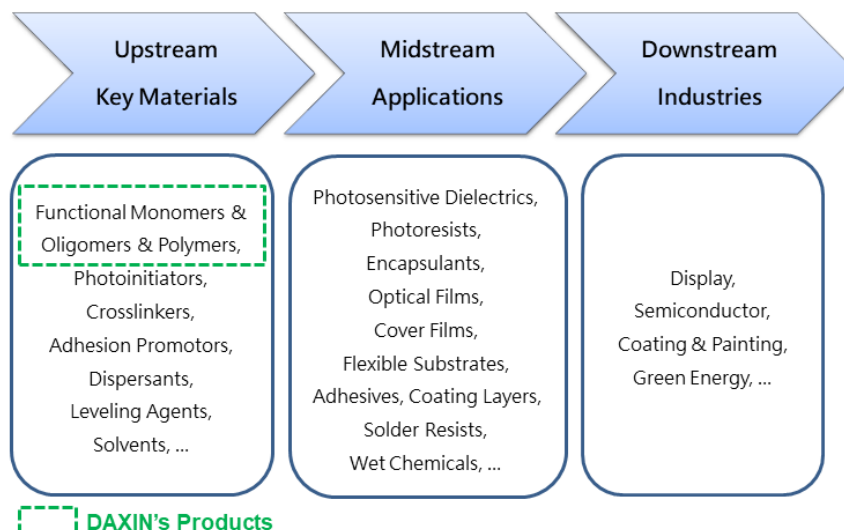 Upstream
Key Materials
Midstream
Applications
Downstream
Industries
Functional Monomers &
Oligomers & Polymers,
Photoinitiators,
Crosslinkers,
Adhesion Promotors,
Dispersants,
Leveling Agents,
Solvents, ...
Photosensitive Dielectrics,
Photoresists,
Encapsulants,
Optical Films,
Cover Films,
Flexible Substrates,
Adhesives, Coating Layers,
Solder Resists,
Wet Chemicals, ...
Display,
Semiconductor,
Coating & Painting,
Green Energy, ...
DAXIN's Products